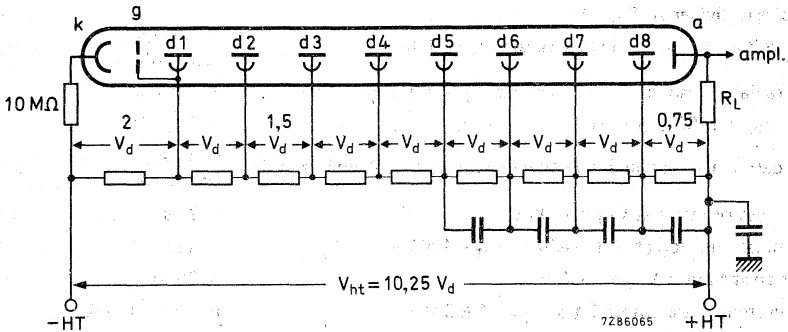 k g d1 d2 d3 d4 d5 d6 d7 d8 a
ampl.
10 MΩ
R_L
2 1,5 0,75
V_d V_d V_d V_d V_d V_d V_d V_d V_d
V_ht = 10,25 V_d
−HT 7286065 +HT